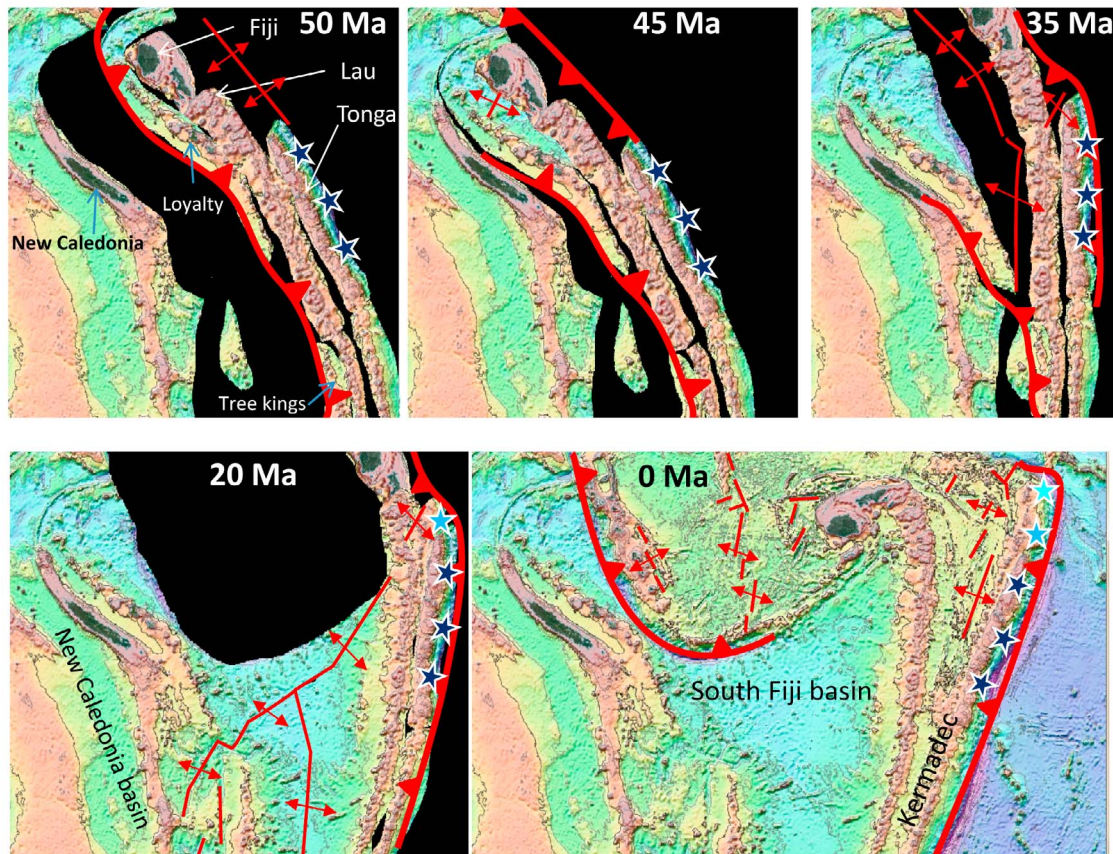 Fiji
50 Ma
45 Ma
35 Ma
Lau
Tonga
Loyalty
New Caledonia
Tree kings
20 Ma
0 Ma
New Caledonia basin
South Fiji basin
Kermadec